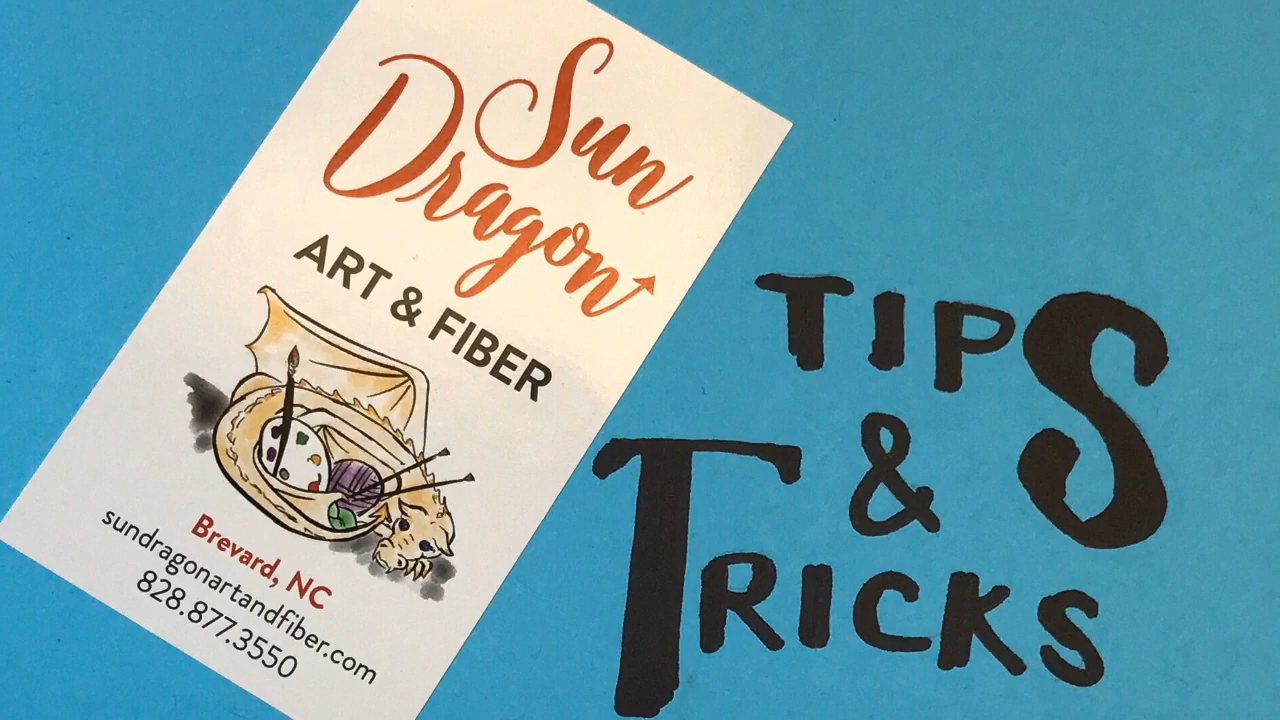 Sun
Dragon
ART & FIBER
Brevard, NC
sundragonartandfiber.com
828.877.3550
TIPS
&
TRICKS